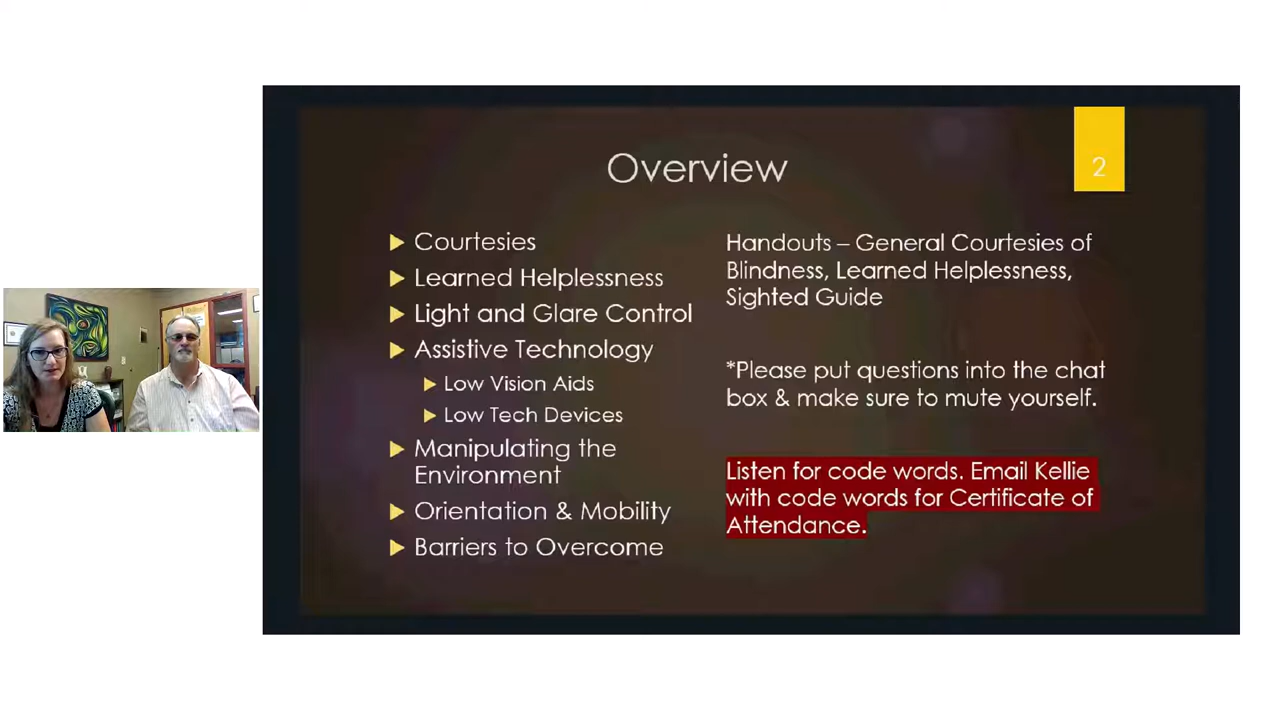 Overview
2
Courtesies
Learned Helplessness
Light and Glare Control
Assistive Technology
Low Vision Aids
Low Tech Devices
Manipulating the
Environment
Orientation & Mobility
Barriers to Overcome
Handouts – General Courtesies of
Blindness, Learned Helplessness,
Sighted Guide
*Please put questions into the chat
box & make sure to mute yourself.
Listen for code words. Email Kellie
with code words for Certificate of
Attendance.